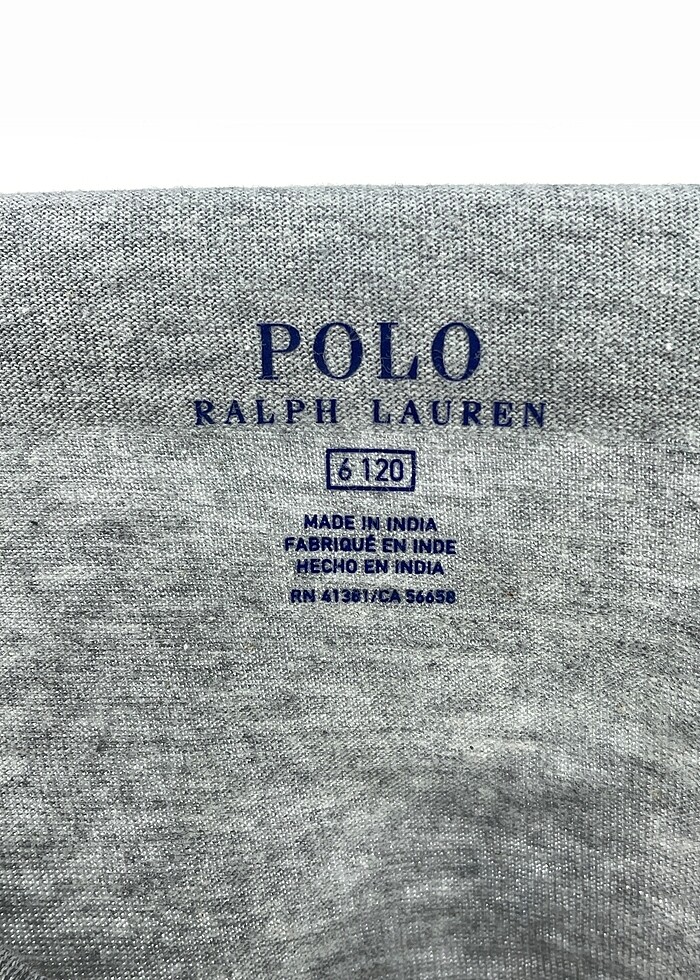 POLO
RALPH LAUREN
6 120
MADE IN INDIA
FABRIQUÉ EN INDE
HECHO EN INDIA
RN 41381/CA 56658